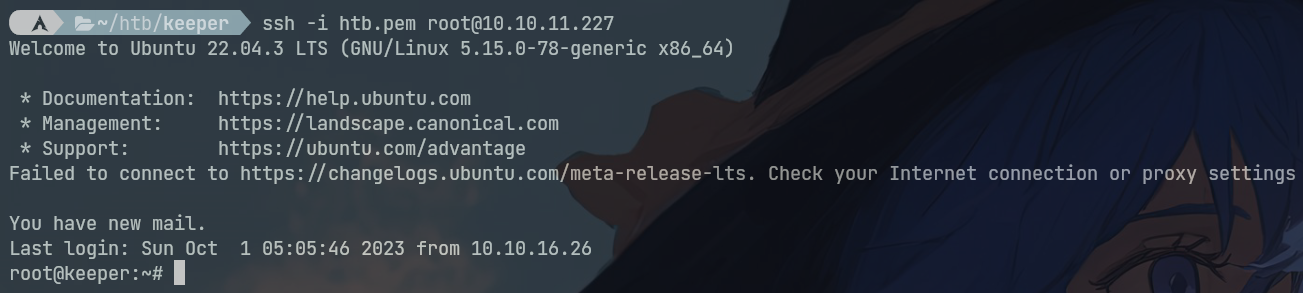 ~/htb/keeper ssh -i htb.pem root@10.10.11.227
Welcome to Ubuntu 22.04.3 LTS (GNU/Linux 5.15.0-78-generic x86_64)
* Documentation:  https://help.ubuntu.com
* Management:     https://landscape.canonical.com
* Support:        https://ubuntu.com/advantage
Failed to connect to https://changelogs.ubuntu.com/meta-release-lts. Check your Internet connection or proxy settings
You have new mail.
Last login: Sun Oct  1 05:05:46 2023 from 10.10.16.26
root@keeper:~#